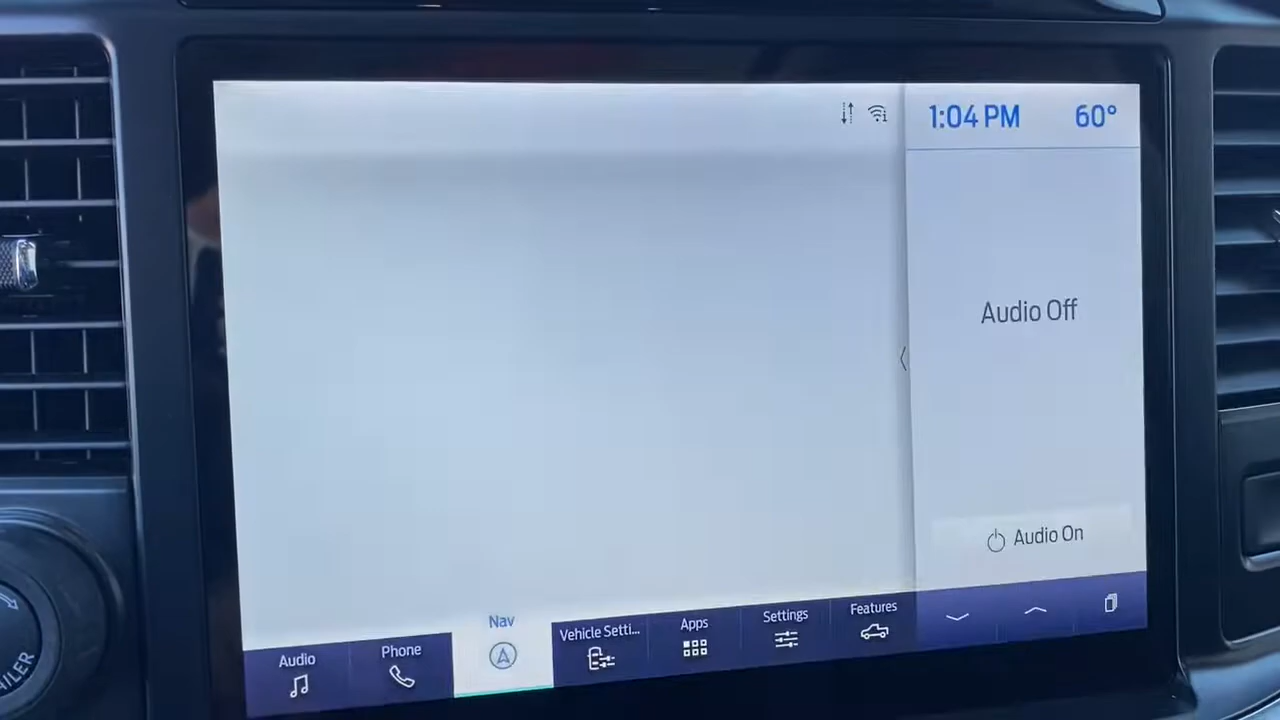 1:04 PM 60°
Audio Off
Audio On
Audio Phone Nav Vehicle Setti... Apps Settings Features